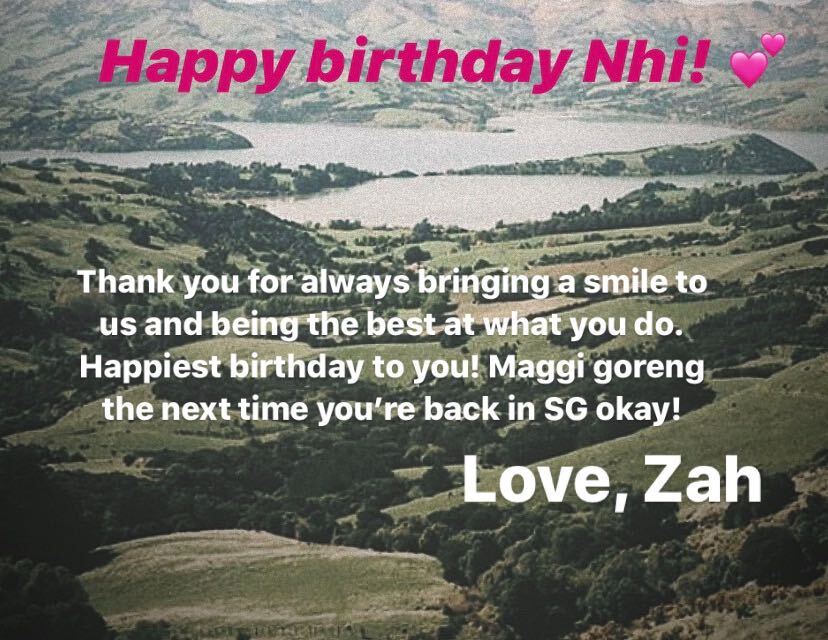 Happy birthday Nhi! 💕
Thank you for always bringing a smile to
us and being the best at what you do.
Happiest birthday to you! Maggi goreng
the next time you’re back in SG okay!
Love, Zah